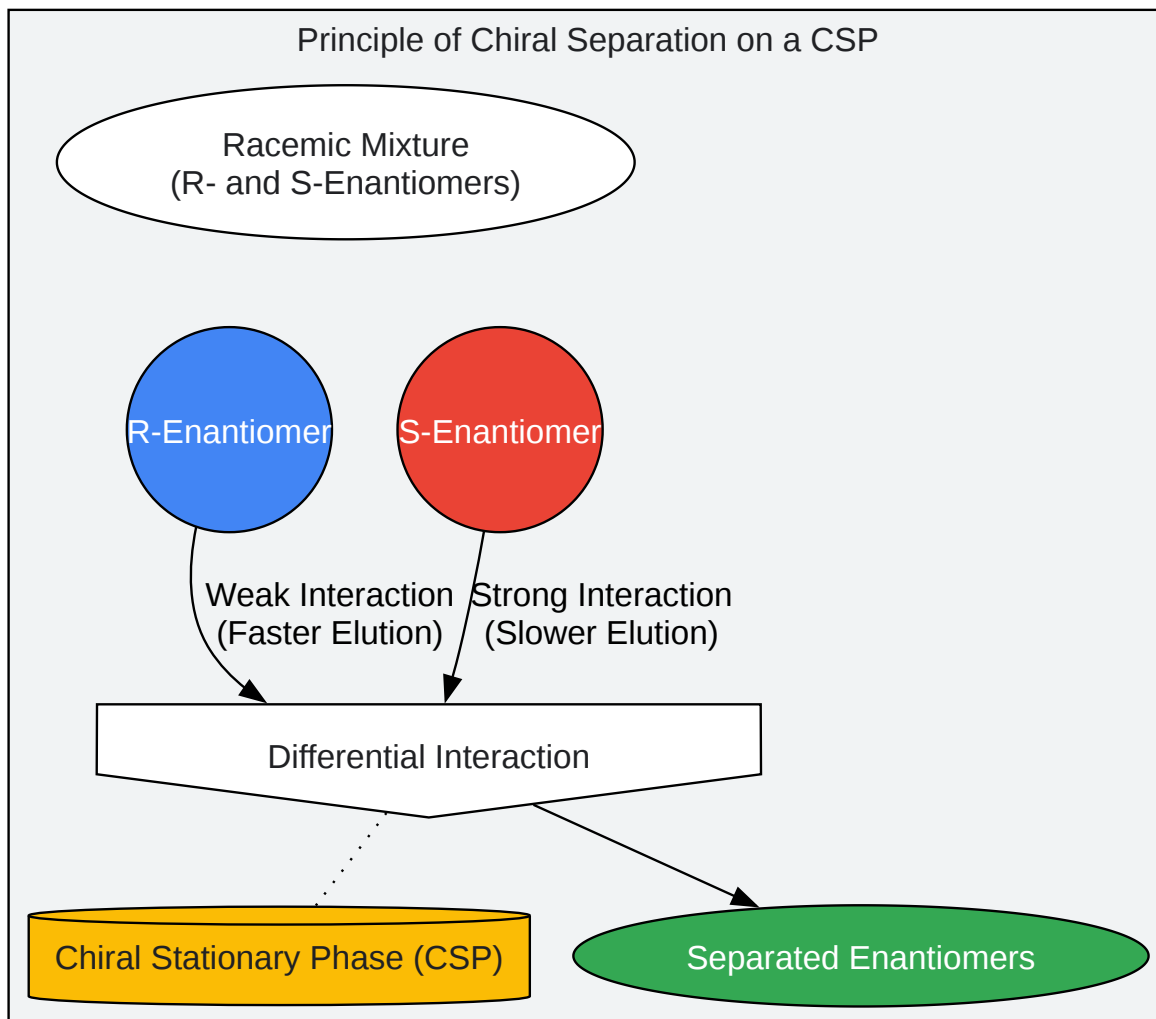 Principle of Chiral Separation on a CSP
Racemic Mixture
(R- and S-Enantiomers)
R-Enantiomer
S-Enantiomer
Weak Interaction
(Faster Elution)
Strong Interaction
(Slower Elution)
Differential Interaction
Chiral Stationary Phase (CSP)
Separated Enantiomers